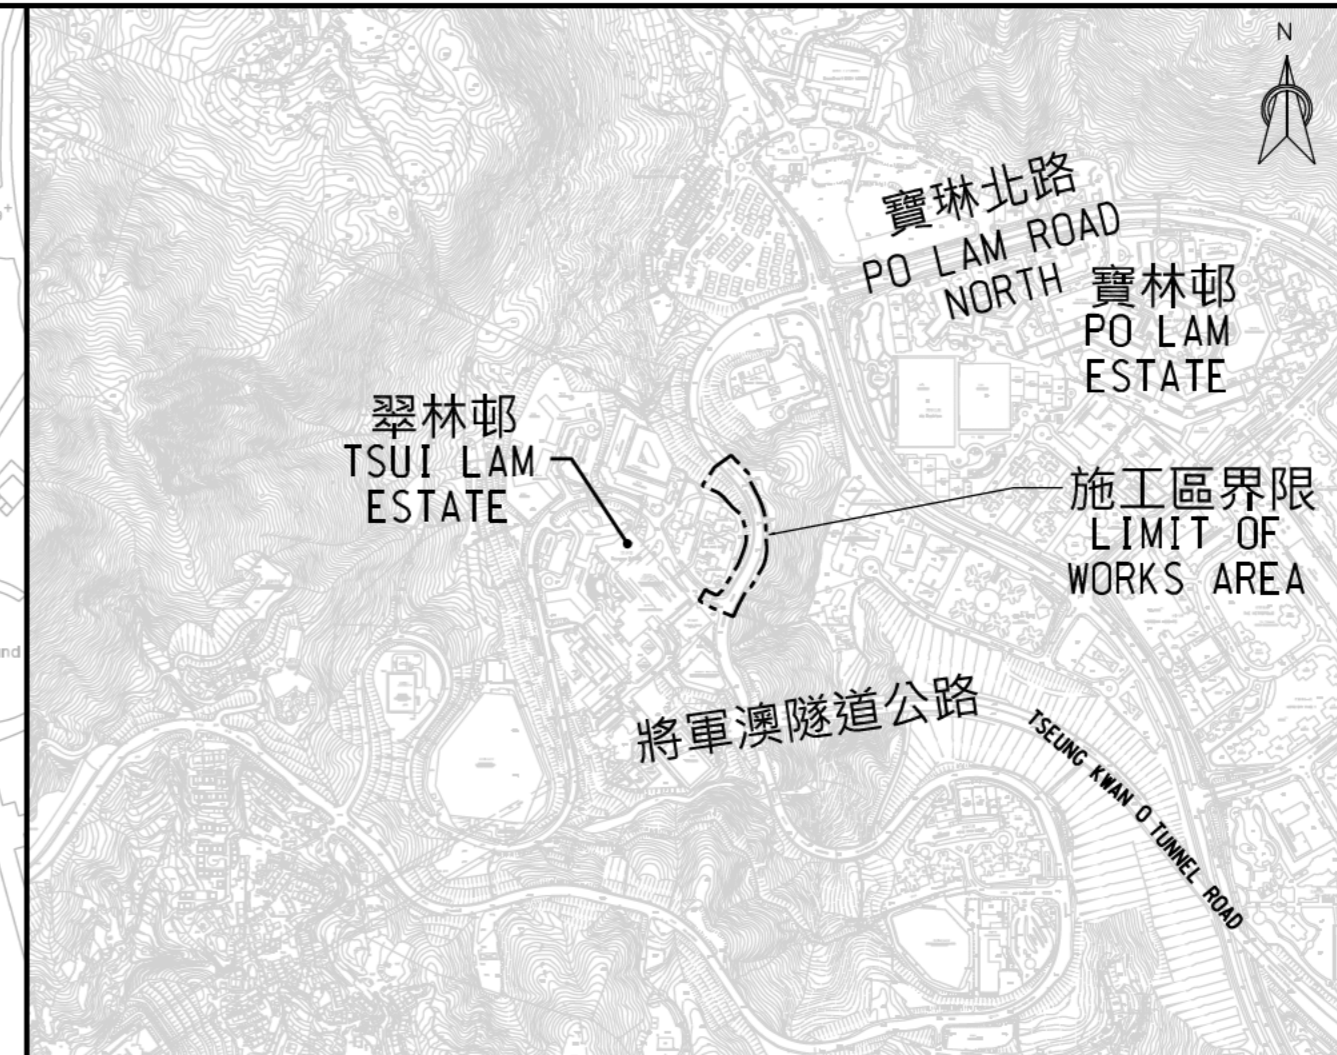 N
寶琳北路
PO LAM ROAD
NORTH
寶林邨
PO LAM
ESTATE
翠林邨
TSUI LAM
ESTATE
施工區界限
LIMIT OF
WORKS AREA
將軍澳隧道公路
TSEUNG KWAN O TUNNEL ROAD
nd